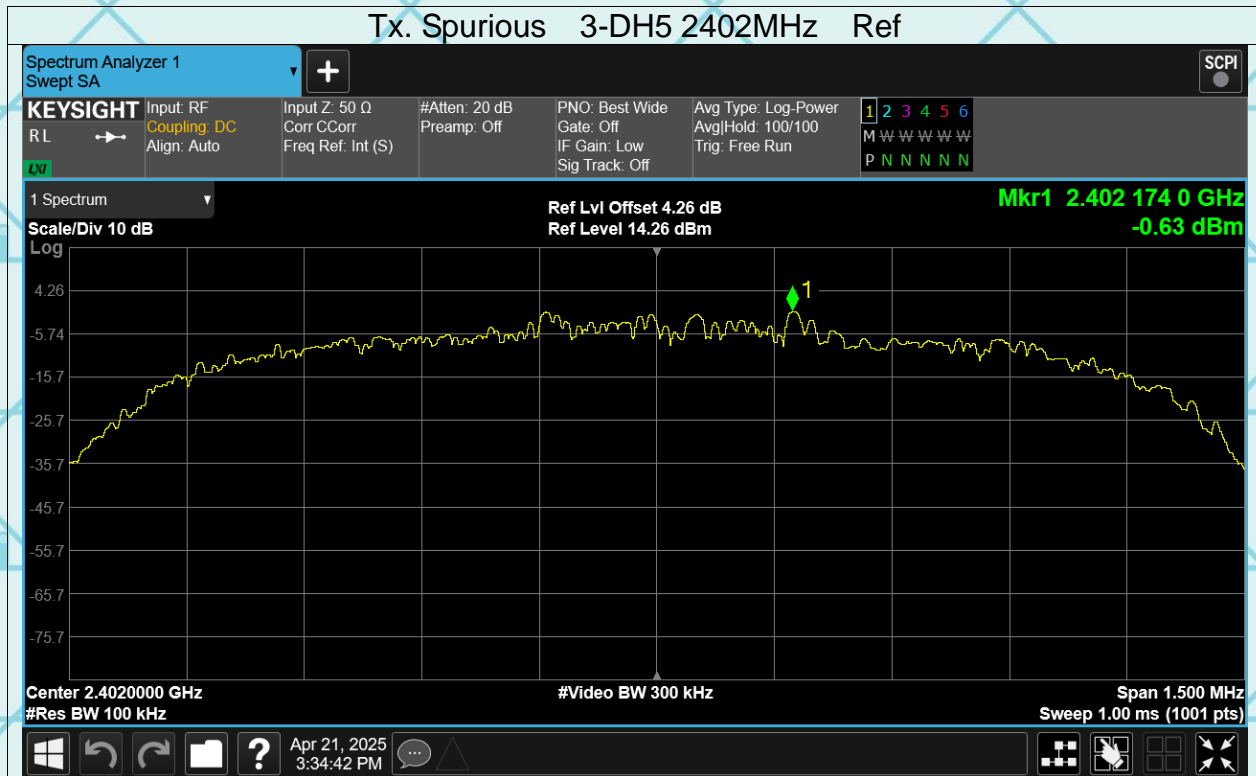 Tx. Spurious 3-DH5 2402MHz Ref
Spectrum Analyzer 1
Swept SA
SCPI
KEYSIGHT
RL
LXI
Input: RF
Coupling: DC
Align: Auto
Input Z: 50 Ω
Corr CCorr
Freq Ref: Int (S)
#Atten: 20 dB
Preamp: Off
PNO: Best Wide
Gate: Off
IF Gain: Low
Sig Track: Off
Avg Type: Log-Power
Avg|Hold: 100/100
Trig: Free Run
1 2 3 4 5 6
M W W W W W
P N N N N N
1 Spectrum
Scale/Div 10 dB
Log
Ref Lvl Offset 4.26 dB
Ref Level 14.26 dBm
Mkr1 2.402 174 0 GHz
-0.63 dBm
1
4.26
-5.74
-15.7
-25.7
-35.7
-45.7
-55.7
-65.7
-75.7
Center 2.4020000 GHz
#Res BW 100 kHz
#Video BW 300 kHz
Span 1.500 MHz
Sweep 1.00 ms (1001 pts)
Apr 21, 2025
3:34:42 PM